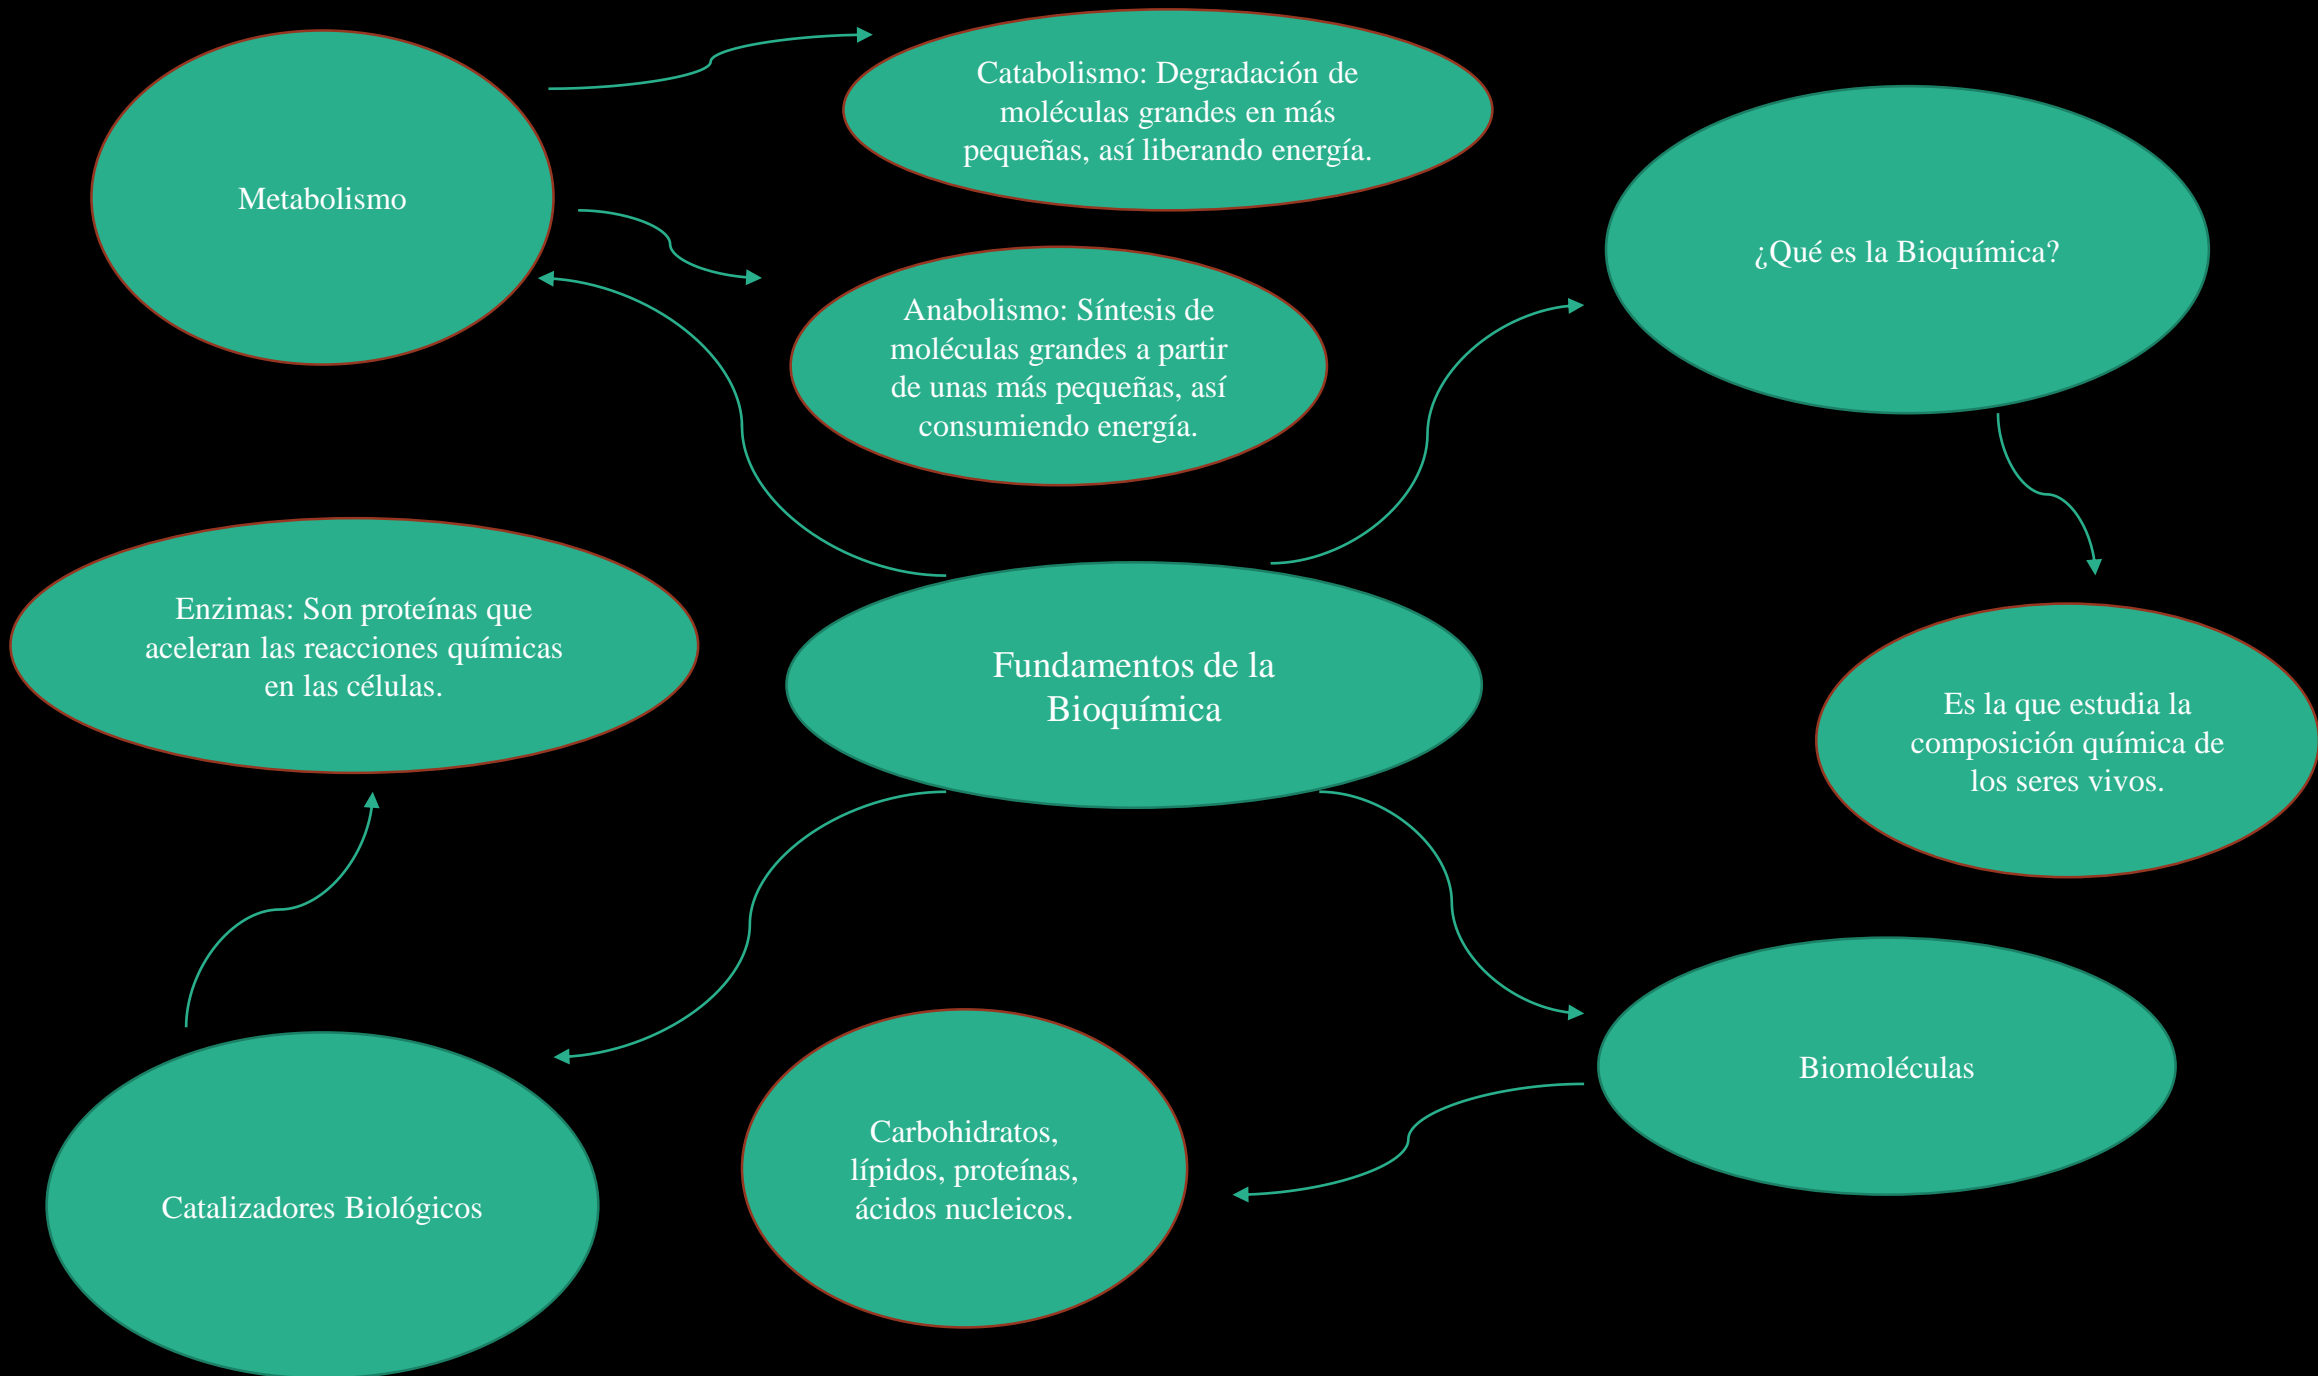 Metabolismo
Catabolismo: Degradación de
moléculas grandes en más
pequeñas, así liberando energía.
Anabolismo: Síntesis de
moléculas grandes a partir
de unas más pequeñas, así
consumiendo energía.
¿Qué es la Bioquímica?
Enzimas: Son proteínas que
aceleran las reacciones químicas
en las células.
Fundamentos de la
Bioquímica
Es la que estudia la
composición química de
los seres vivos.
Catalizadores Biológicos
Carbohidratos,
lípidos, proteínas,
ácidos nucleicos.
Biomoléculas